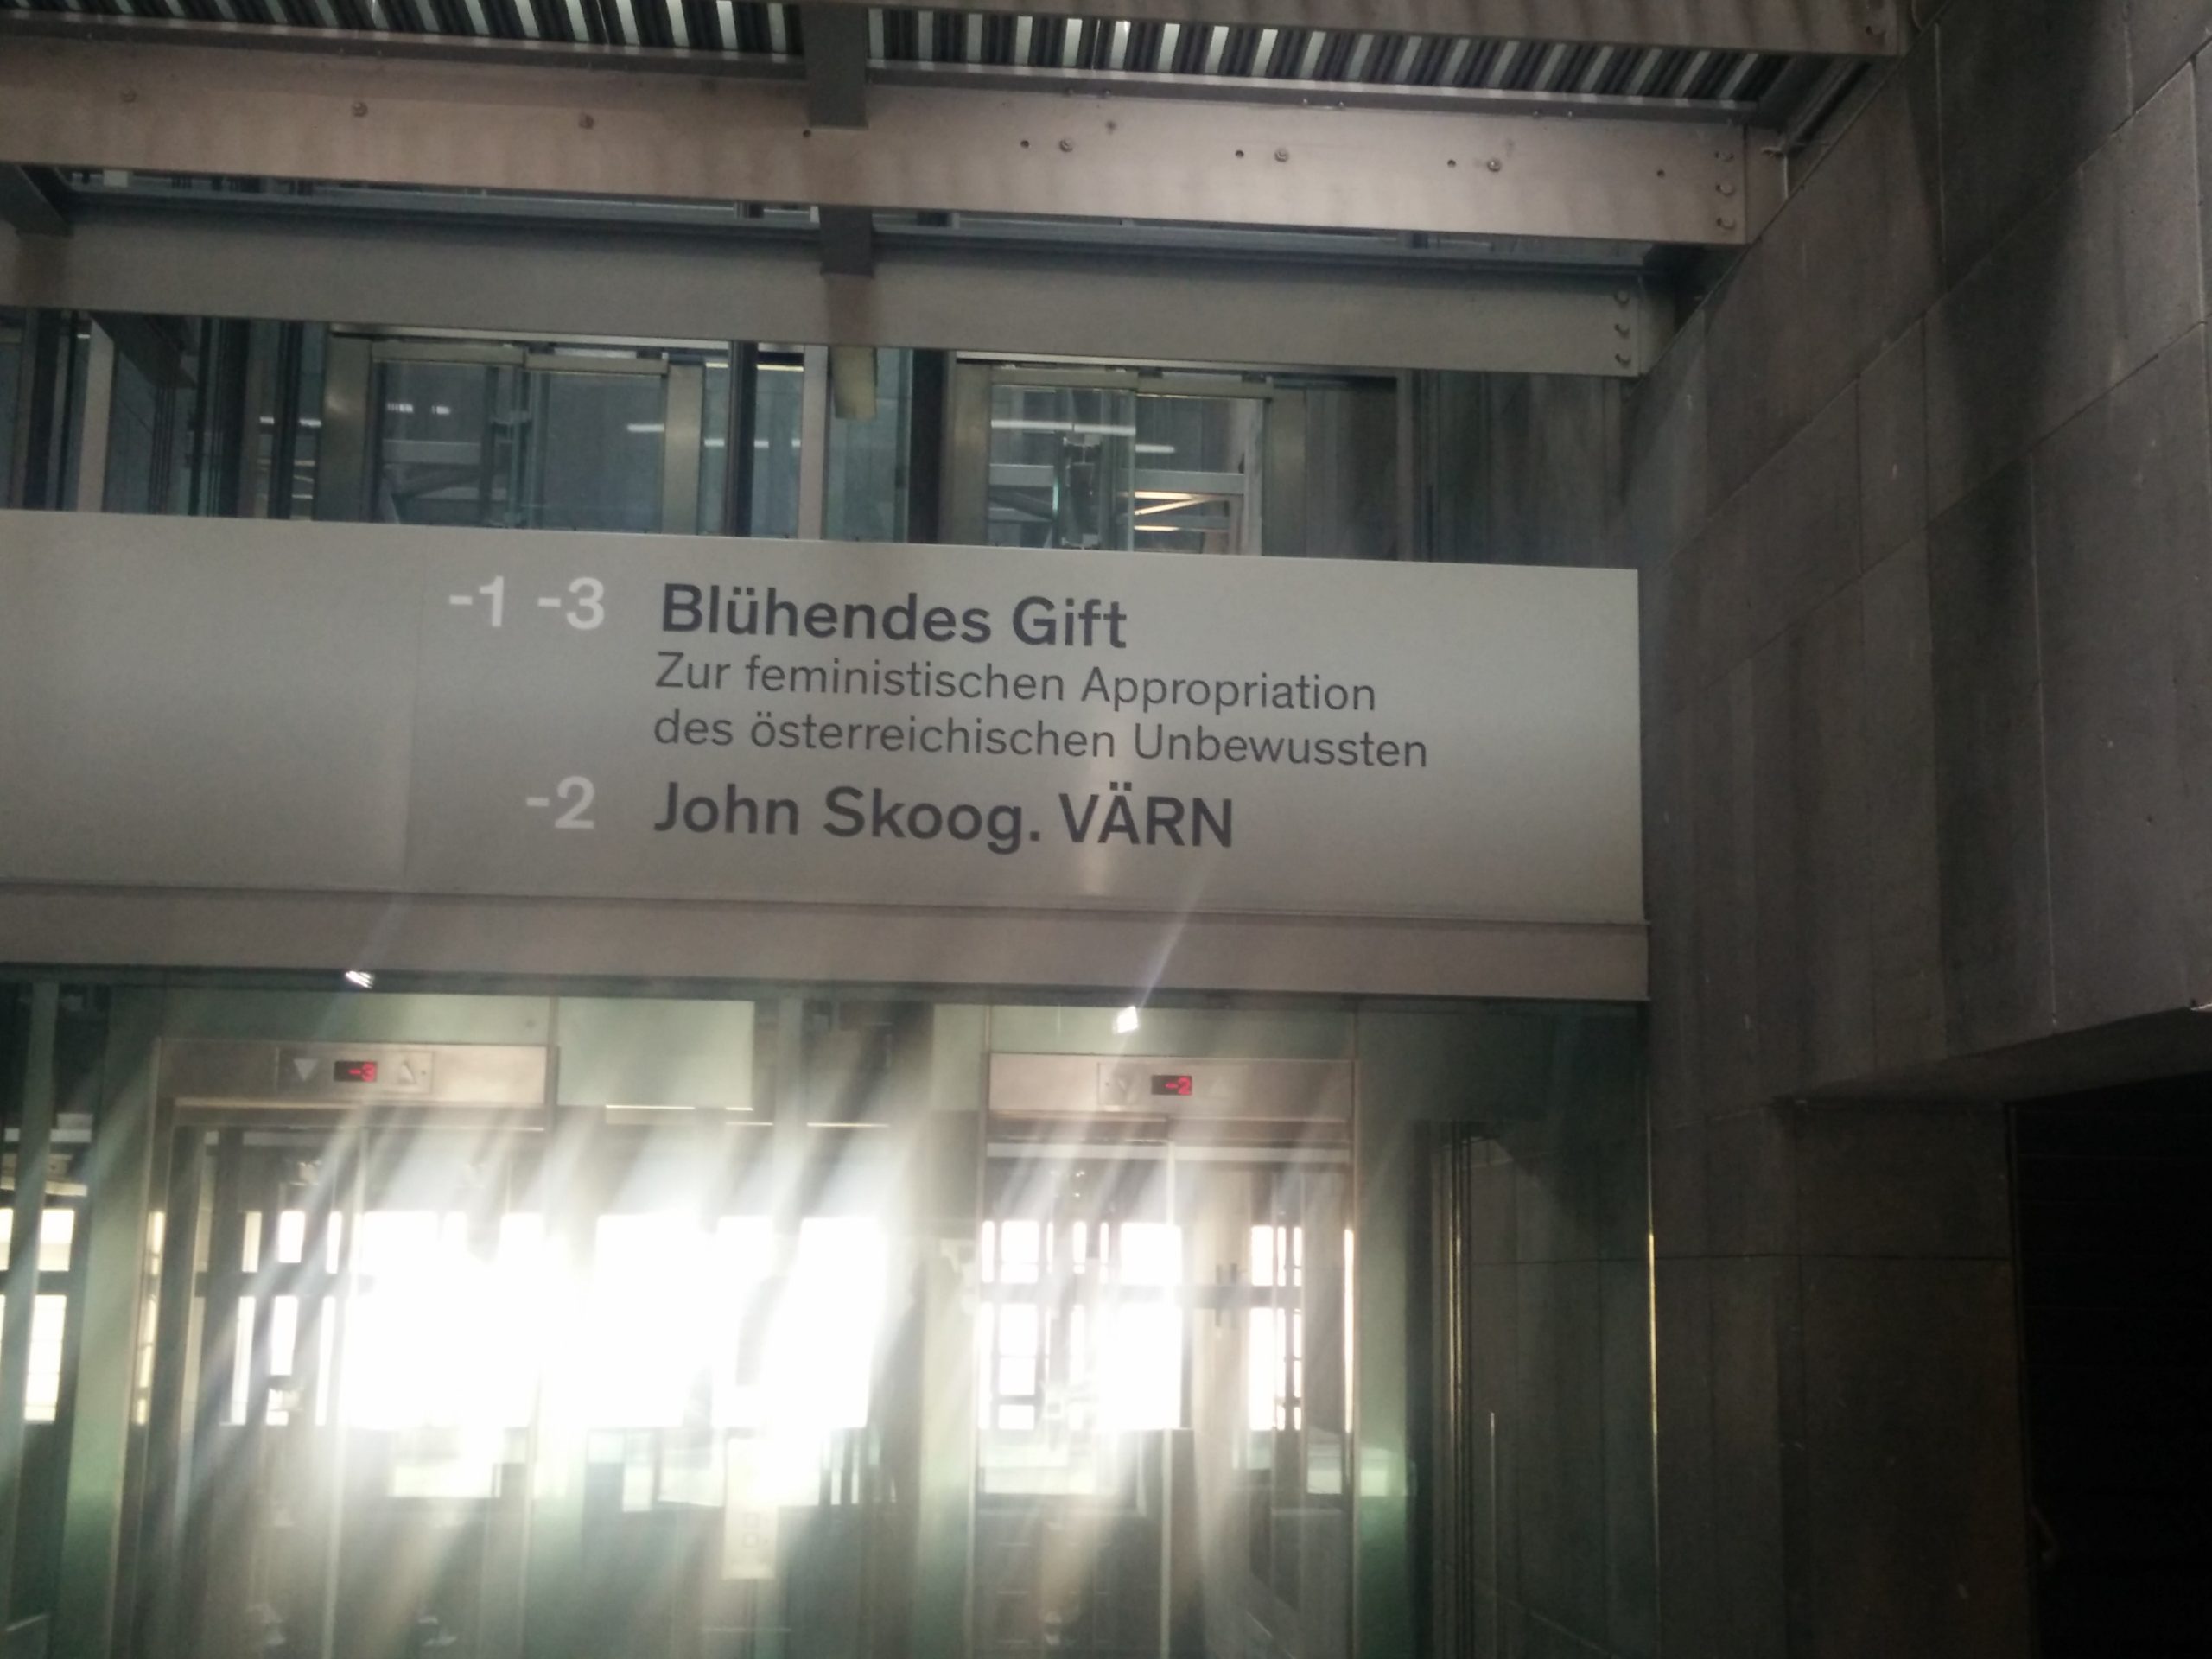 -1 -3 Blühendes Gift
Zur feministischen Appropriation
des österreichischen Unbewussten
-2 John Skoog. VÄRN
-3 -2